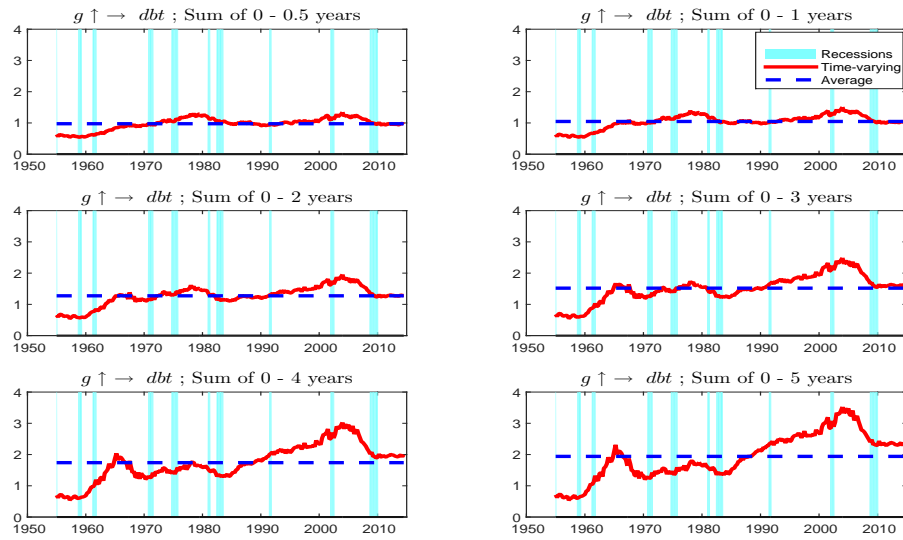 g ↑ → dbt ; Sum of 0 - 0.5 years
4
3
2
1
0
1950 1960 1970 1980 1990 2000 2010
g ↑ → dbt ; Sum of 0 - 1 years
4
3
2
1
0
1950 1960 1970 1980 1990 2000 2010
Recessions
Time-varying
Average
g ↑ → dbt ; Sum of 0 - 2 years
4
3
2
1
0
1950 1960 1970 1980 1990 2000 2010
g ↑ → dbt ; Sum of 0 - 3 years
4
3
2
1
0
1950 1960 1970 1980 1990 2000 2010
g ↑ → dbt ; Sum of 0 - 4 years
4
3
2
1
0
1950 1960 1970 1980 1990 2000 2010
g ↑ → dbt ; Sum of 0 - 5 years
4
3
2
1
0
1950 1960 1970 1980 1990 2000 2010